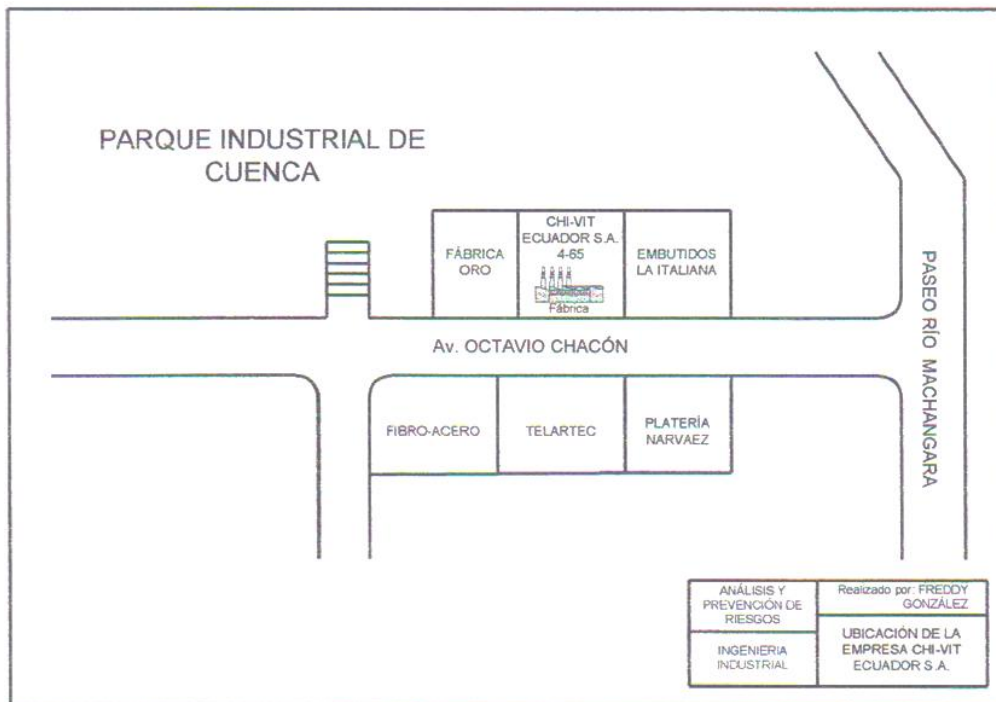 PARQUE INDUSTRIAL DE
CUENCA
FÁBRICA
ORO
CHI-VIT
ECUADOR S.A.
4-65
Fábrica
EMBUTIDOS
LA ITALIANA
Av. OCTAVIO CHACÓN
FIBRO-ACERO
TELARTEC
PLATERÍA
NARVAEZ
PASEO RÍO MACHANGARA
ANÁLISIS Y
PREVENCIÓN DE
RIESGOS
INGENIERIA
INDUSTRIAL
Realizado por: FREDDY
GONZÁLEZ
UBICACIÓN DE LA
EMPRESA CHI-VIT
ECUADOR S.A.